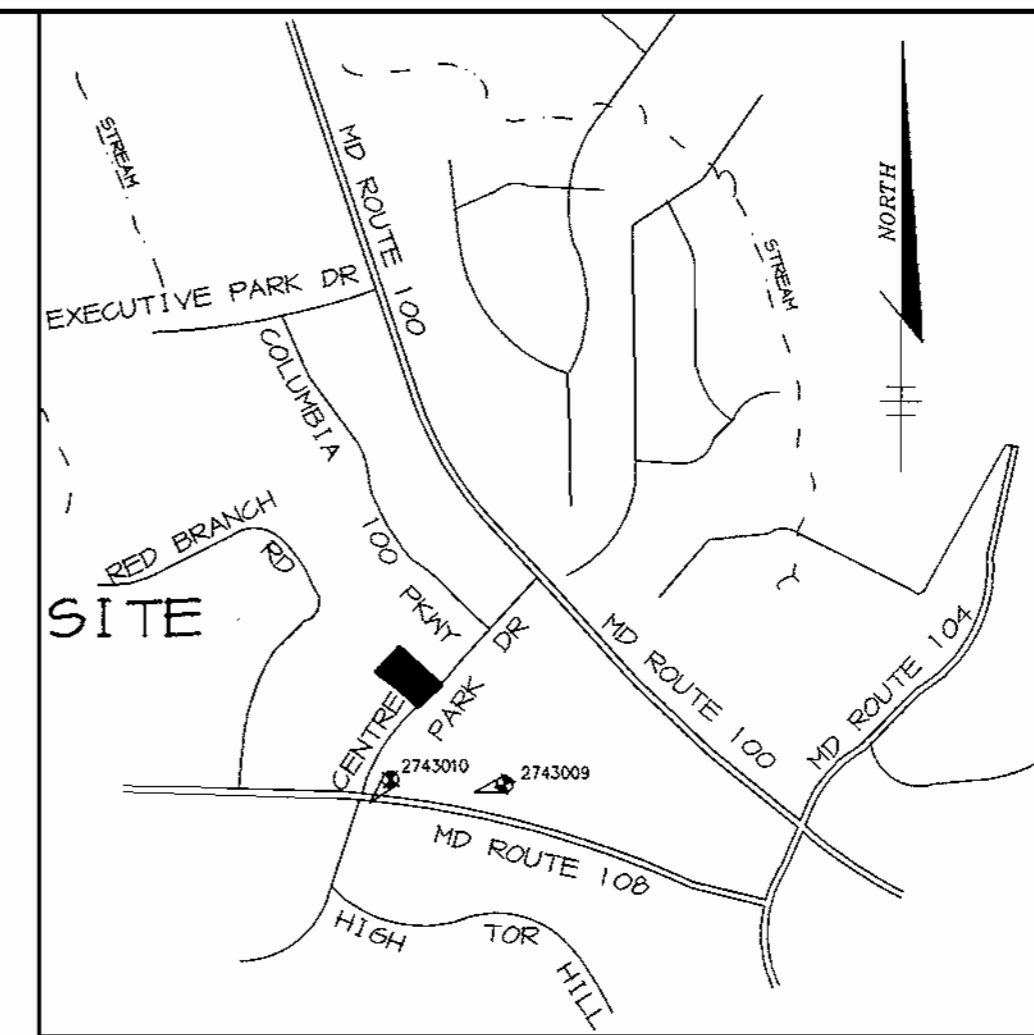 STREAM
MD ROUTE 100
NORTH
EXECUTIVE PARK DR
STREAM
COLUMBIA
100
PKWY
RED BRANCH
RD
SITE
DR
PARK
CENTRE
MD ROUTE 100
MD ROUTE 104
2743010
2743009
MD ROUTE 108
HIGH
TOR
HILL